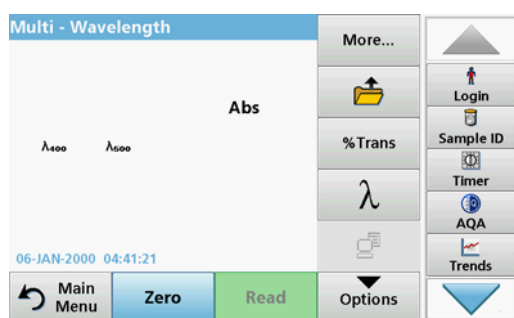 Multi - Wavelength
More...
Login
Abs
Sample ID
%Trans
λ₄₀₀ λ₅₀₀
Timer
λ
AQA
06-JAN-2000 04:41:21
Trends
Main
Menu
Zero
Read
Options